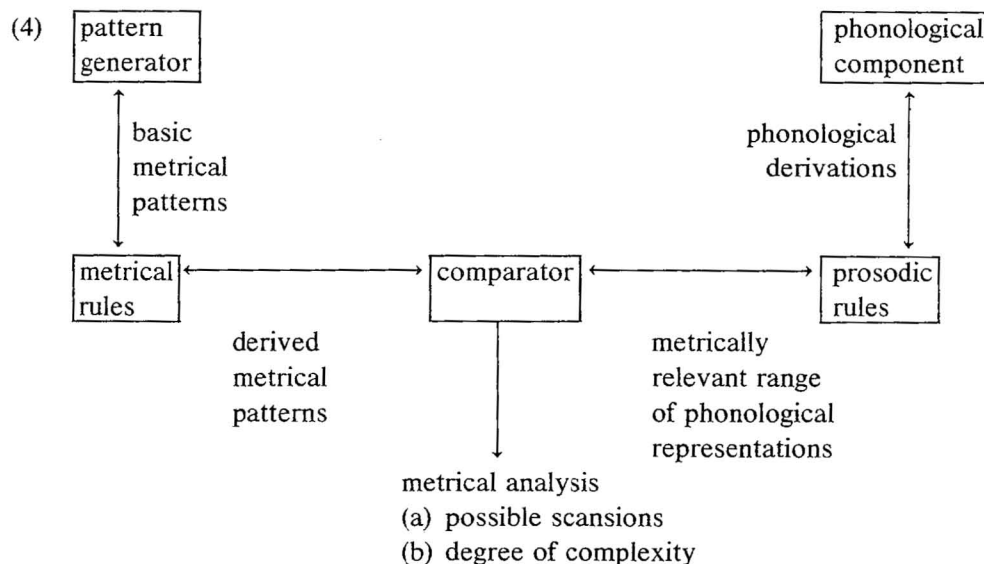 (4)
pattern
generator
phonological
component
basic
metrical
patterns
phonological
derivations
metrical
rules
comparator
prosodic
rules
derived
metrical
patterns
metrically
relevant range
of phonological
representations
metrical analysis
(a) possible scansions
(b) degree of complexity